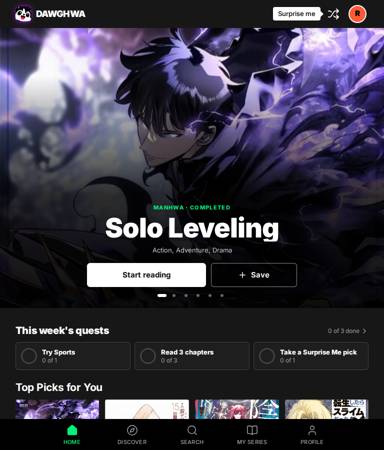 DAWGHWA
Surprise me
R
MANHWA • COMPLETED
Solo Leveling
Action, Adventure, Drama
Start reading
+ Save
This week's quests
0 of 3 done >
Try Sports
0 of 1
Read 3 chapters
0 of 3
Take a Surprise Me pick
0 of 1
Top Picks for You
HOME
DISCOVER
SEARCH
MY SERIES
PROFILE